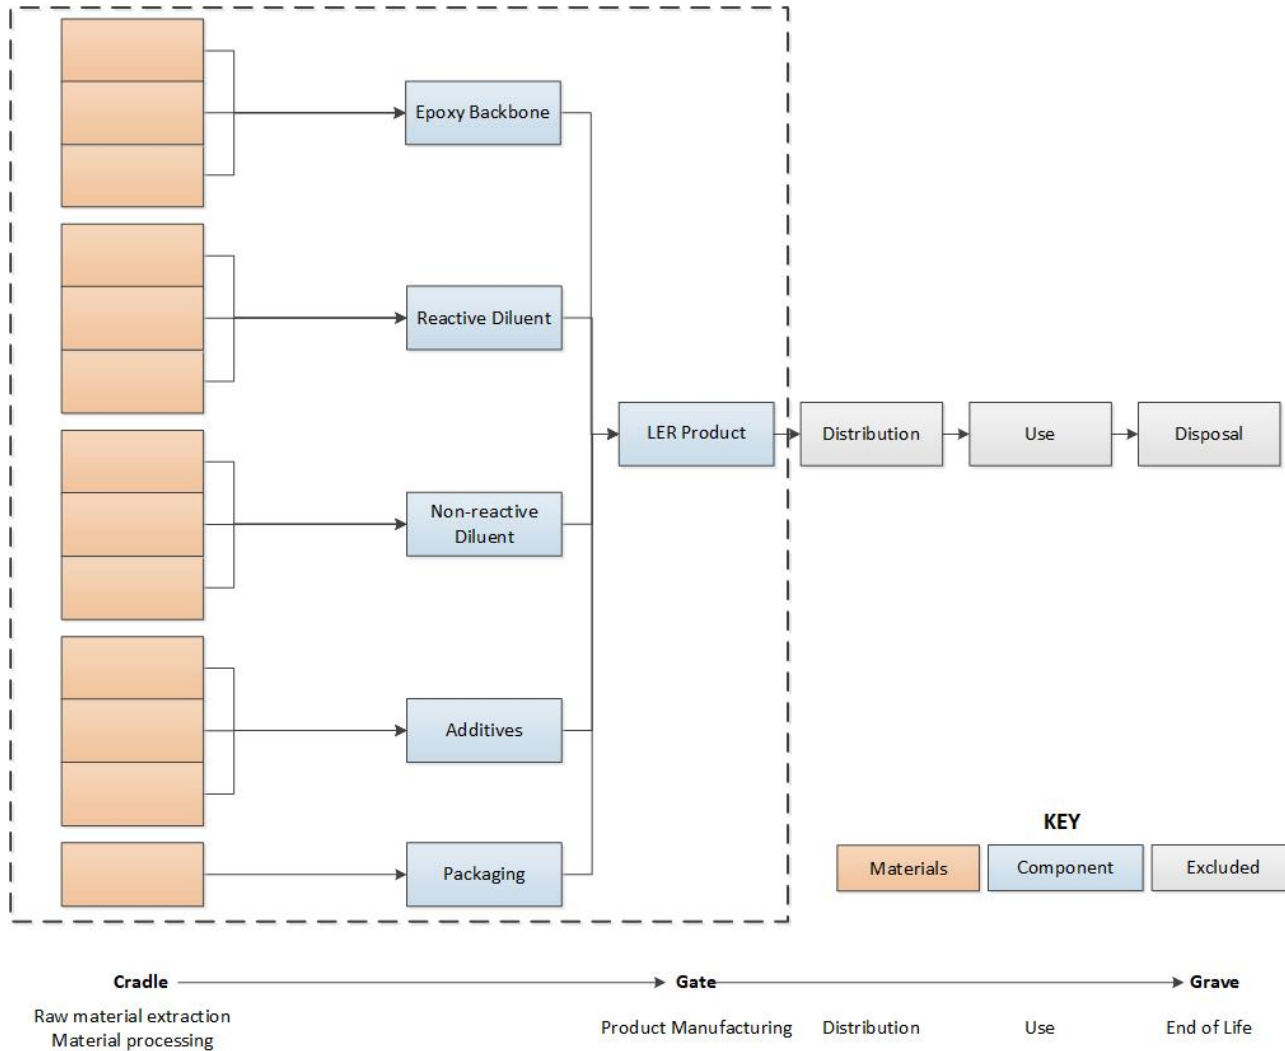 Epoxy Backbone
Reactive Diluent
LER Product
Distribution
Use
Disposal
Non-reactive
Diluent
Additives
KEY
Packaging
Materials
Component
Excluded
Cradle
Gate
Grave
Raw material extraction
Material processing
Product Manufacturing
Distribution
Use
End of Life